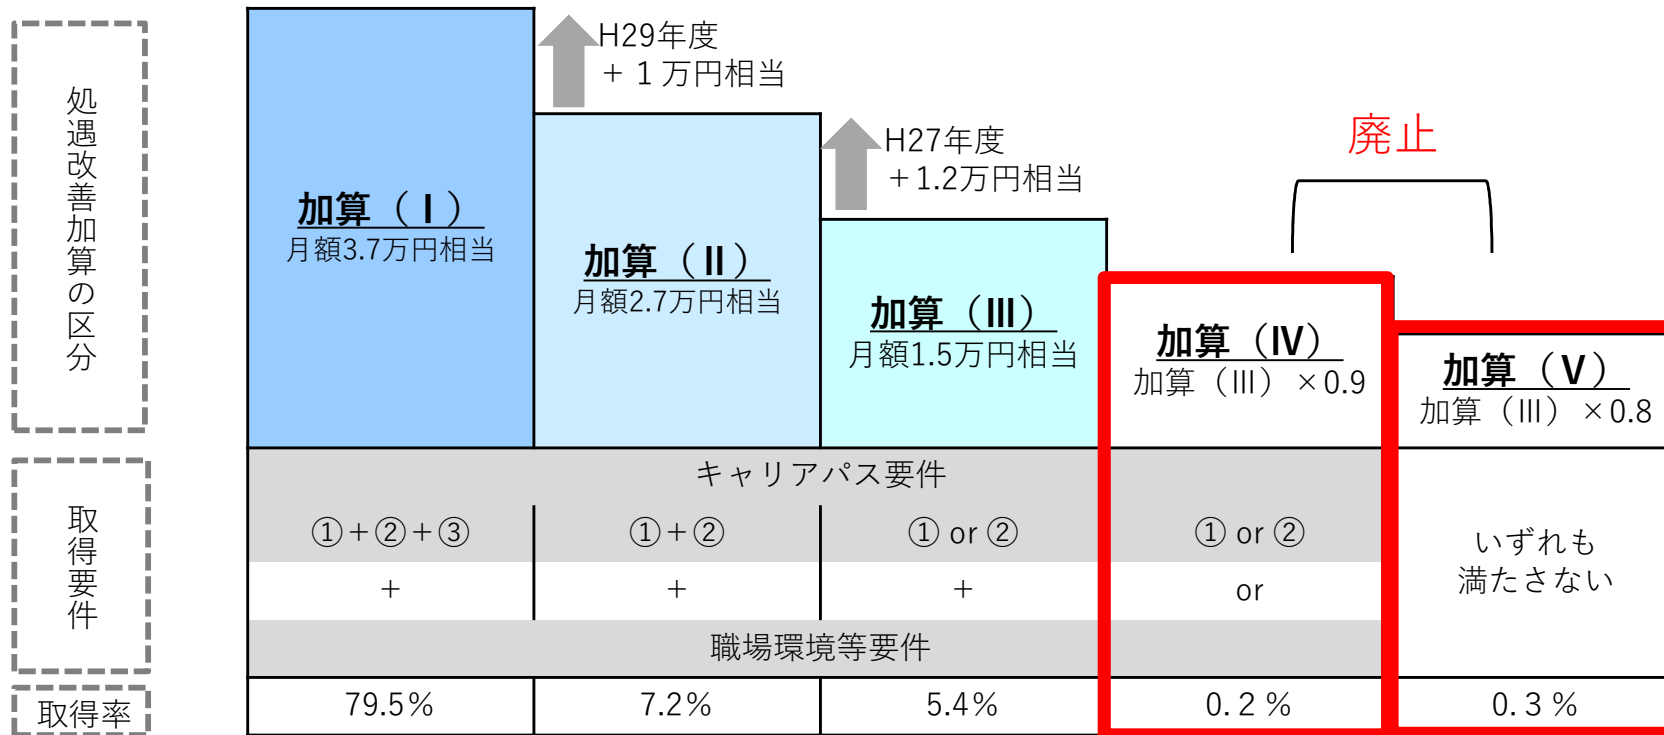 処遇改善加算の区分
H29年度
＋１万円相当
H27年度
＋1.2万円相当
廃止
加算（Ⅰ）
月額3.7万円相当
加算（Ⅱ）
月額2.7万円相当
加算（Ⅲ）
月額1.5万円相当
加算（Ⅳ）
加算（Ⅲ）×0.9
加算（Ⅴ）
加算（Ⅲ）×0.8
取得要件
キャリアパス要件
①＋②＋③
①＋②
① or ②
① or ②
いずれも
満たさない
＋
＋
＋
or
職場環境等要件
取得率
79.5%
7.2%
5.4%
0.２%
0.３%